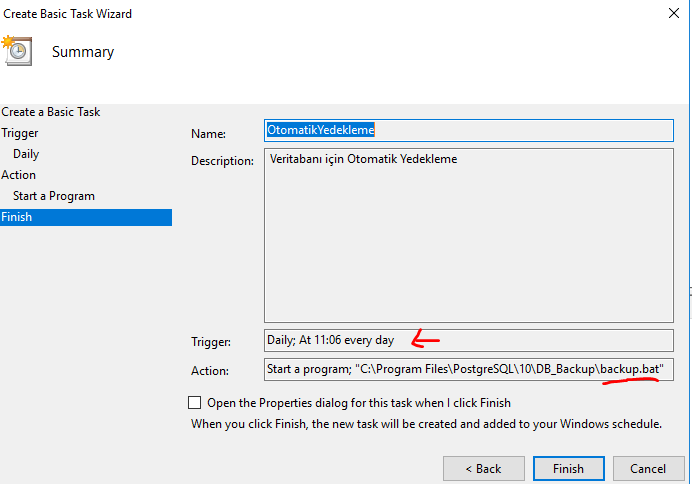 Create Basic Task Wizard
Summary
Create a Basic Task
Trigger
Daily
Action
Start a Program
Finish
Name:
OtomatikYedekleme
Description:
Veritabanı için Otomatik Yedekleme
Trigger:
Daily; At 11:06 every day
Action:
Start a program; "C:\Program Files\PostgreSQL\10\DB_Backup\backup.bat"
Open the Properties dialog for this task when I click Finish
When you click Finish, the new task will be created and added to your Windows schedule.
< Back
Finish
Cancel